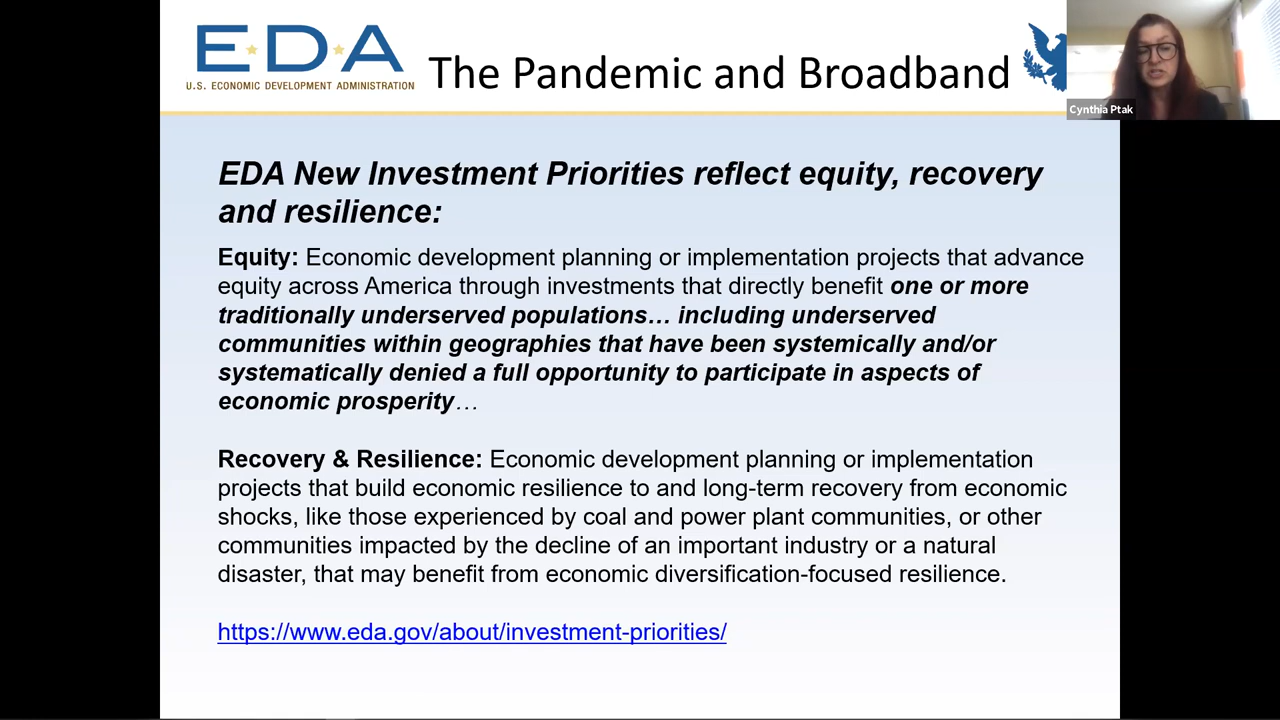 EDA
U.S. ECONOMIC DEVELOPMENT ADMINISTRATION
The Pandemic and Broadband
Cynthia Ptak
EDA New Investment Priorities reflect equity, recovery
and resilience:
Equity: Economic development planning or implementation projects that advance
equity across America through investments that directly benefit one or more
traditionally underserved populations… including underserved
communities within geographies that have been systemically and/or
systematically denied a full opportunity to participate in aspects of
economic prosperity…
Recovery & Resilience: Economic development planning or implementation
projects that build economic resilience to and long-term recovery from economic
shocks, like those experienced by coal and power plant communities, or other
communities impacted by the decline of an important industry or a natural
disaster, that may benefit from economic diversification-focused resilience.
https://www.eda.gov/about/investment-priorities/